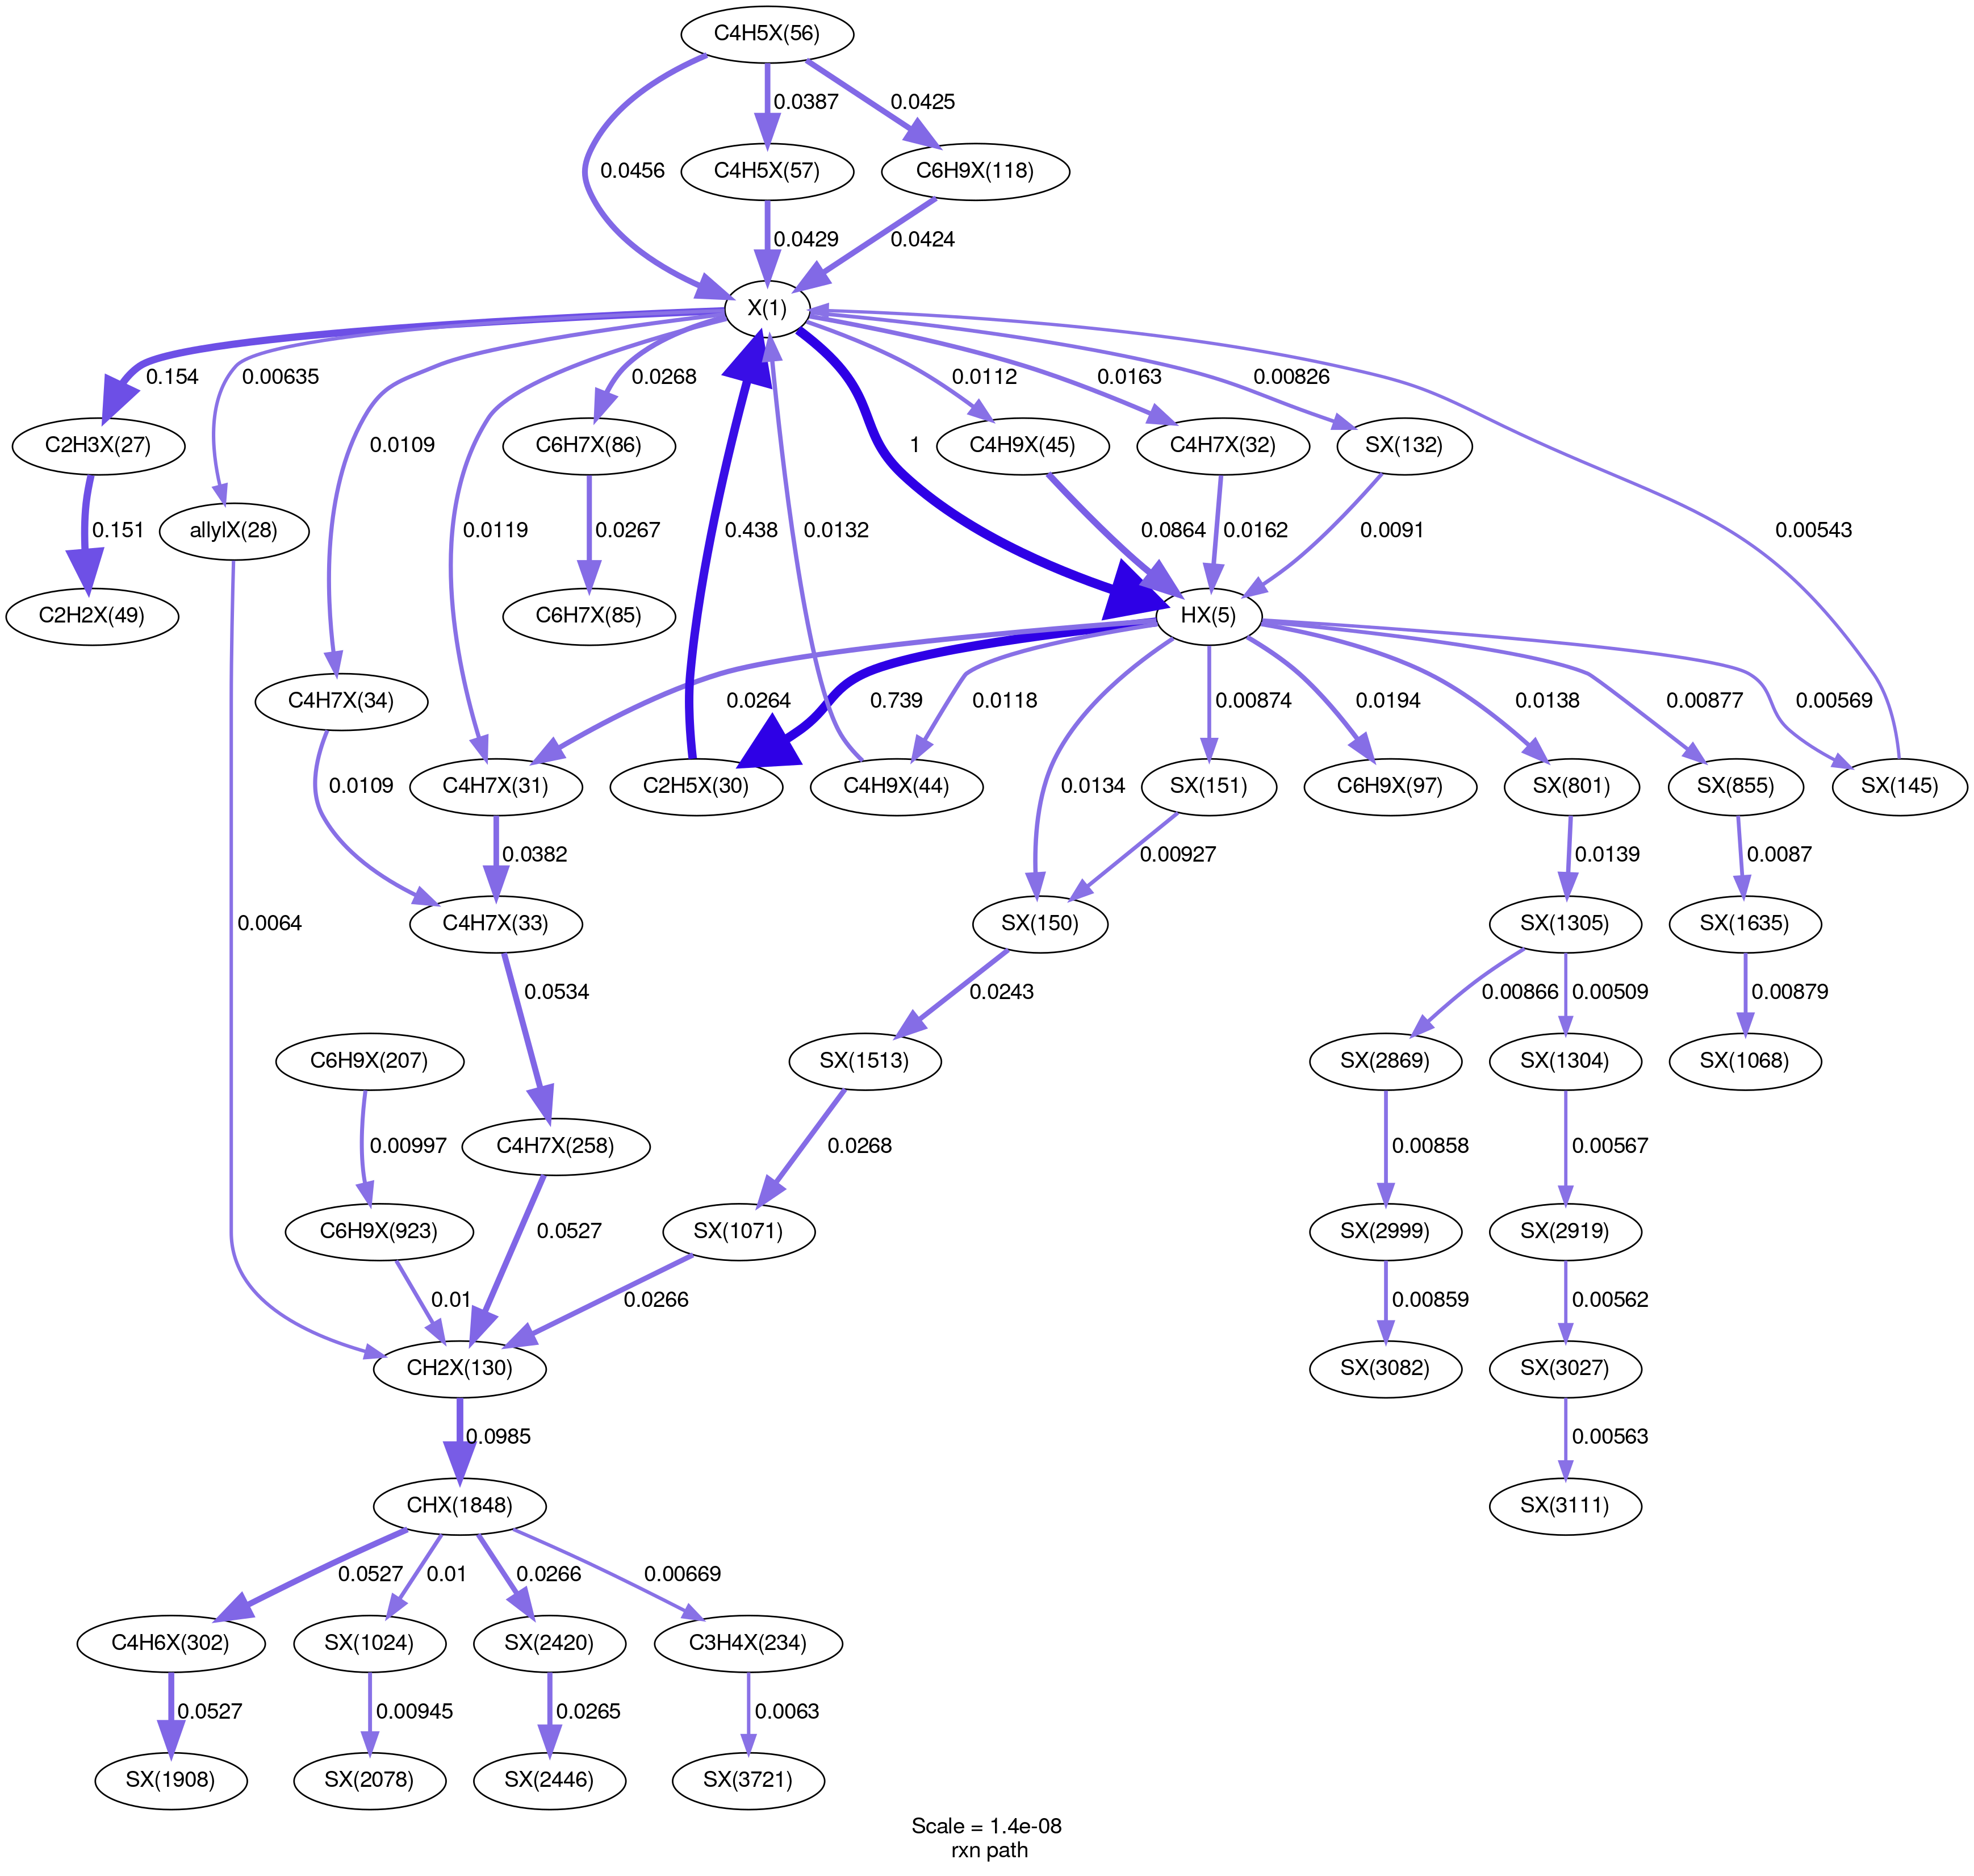 C4H5X(56)
0.0456
0.0387
0.0425
C4H5X(57)
C6H9X(118)
0.0429
0.0424
X(1)
0.154
0.00635
0.0109
0.0119
0.0268
0.438
0.0132
1
0.0112
0.0163
0.00826
0.00543
C2H3X(27)
C6H7X(86)
C4H9X(45)
C4H7X(32)
SX(132)
0.151
allylX(28)
0.0267
0.0864
0.0162
0.0091
C2H2X(49)
C6H7X(85)
HX(5)
C4H7X(34)
0.0264
0.739
0.0118
0.0134
0.00874
0.0194
0.0138
0.00877
0.00569
0.0109
C4H7X(31)
C2H5X(30)
C4H9X(44)
SX(151)
C6H9X(97)
SX(801)
SX(855)
SX(145)
0.0382
0.00927
0.0139
0.0087
0.0064
C4H7X(33)
SX(150)
SX(1305)
SX(1635)
0.0534
0.0243
0.00866
0.00509
0.00879
C6H9X(207)
SX(1513)
SX(2869)
SX(1304)
SX(1068)
0.00997
C4H7X(258)
0.0268
0.00858
0.00567
C6H9X(923)
0.0527
SX(1071)
SX(2999)
SX(2919)
0.01
0.0266
0.00859
0.00562
CH2X(130)
SX(3082)
SX(3027)
0.0985
0.00563
CHX(1848)
SX(3111)
0.0527
0.01
0.0266
0.00669
C4H6X(302)
SX(1024)
SX(2420)
C3H4X(234)
0.0527
0.00945
0.0265
0.0063
SX(1908)
SX(2078)
SX(2446)
SX(3721)
Scale = 1.4e-08
rxn path